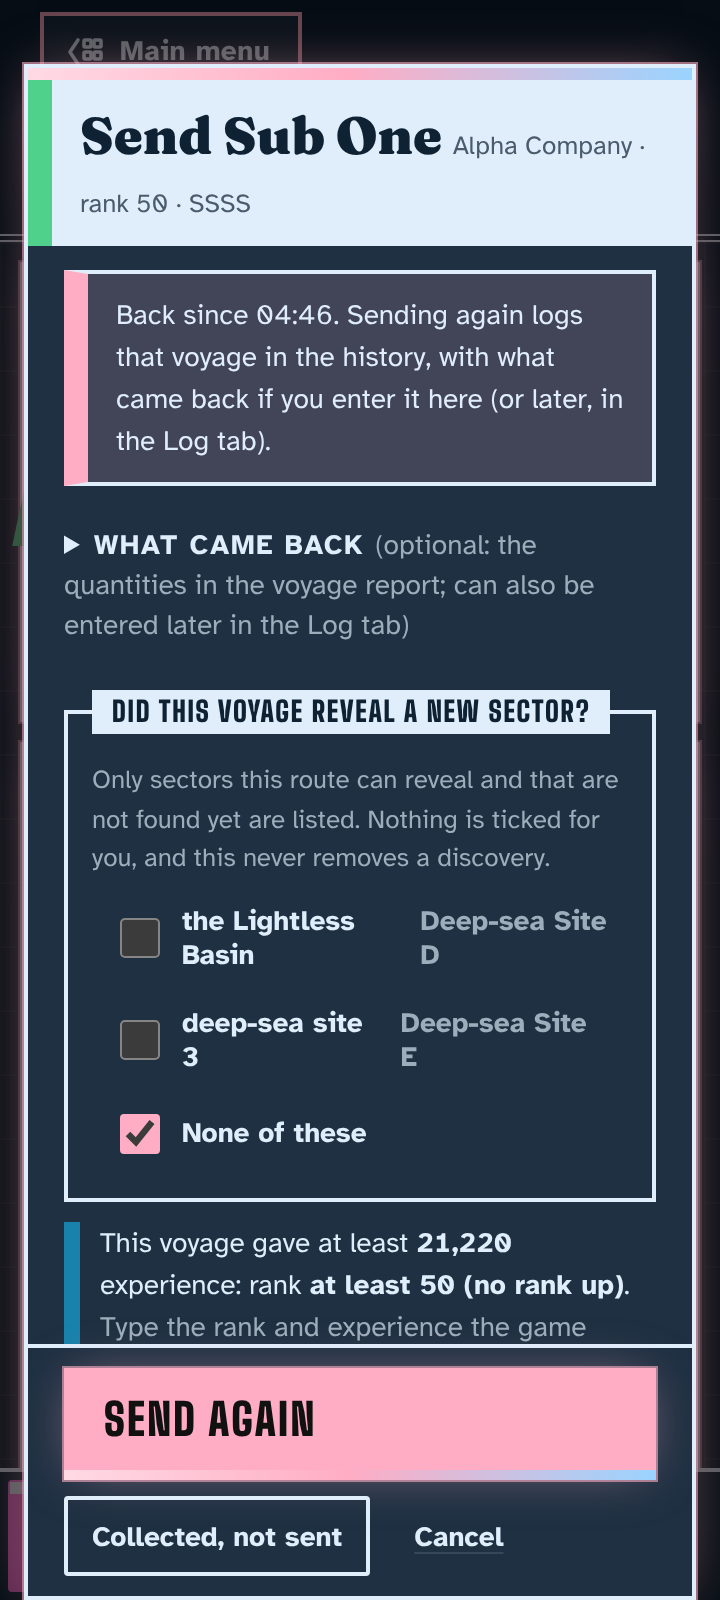 Main menu
Send Sub One Alpha Company ·
rank 50 · SSSS
Back since 04:46. Sending again logs
that voyage in the history, with what
came back if you enter it here (or later, in
the Log tab).
WHAT CAME BACK (optional: the
quantities in the voyage report; can also be
entered later in the Log tab)
DID THIS VOYAGE REVEAL A NEW SECTOR?
Only sectors this route can reveal and that are
not found yet are listed. Nothing is ticked for
you, and this never removes a discovery.
the Lightless Deep-sea Site
Basin D
deep-sea site Deep-sea Site
3 E
None of these
This voyage gave at least 21,220
experience: rank at least 50 (no rank up).
Type the rank and experience the game
SEND AGAIN
Collected, not sent Cancel